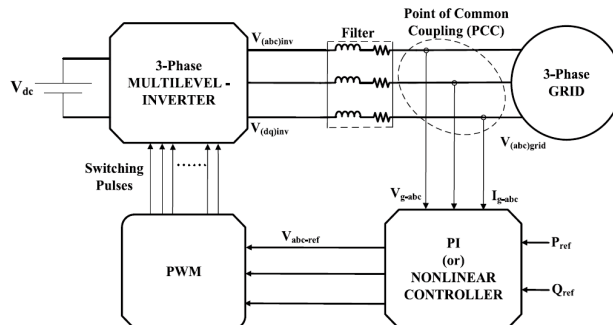 V(abc)inv
Filter
Point of Common
Coupling (PCC)
Vdc
3-Phase
MULTILEVEL -
INVERTER
3-Phase
GRID
V(dq)inv
V(abc)grid
Switching
Pulses
......
Vg-abc
Ig-abc
PWM
Vabc-ref
PI
(or)
NONLINEAR
CONTROLLER
Pref
Qref